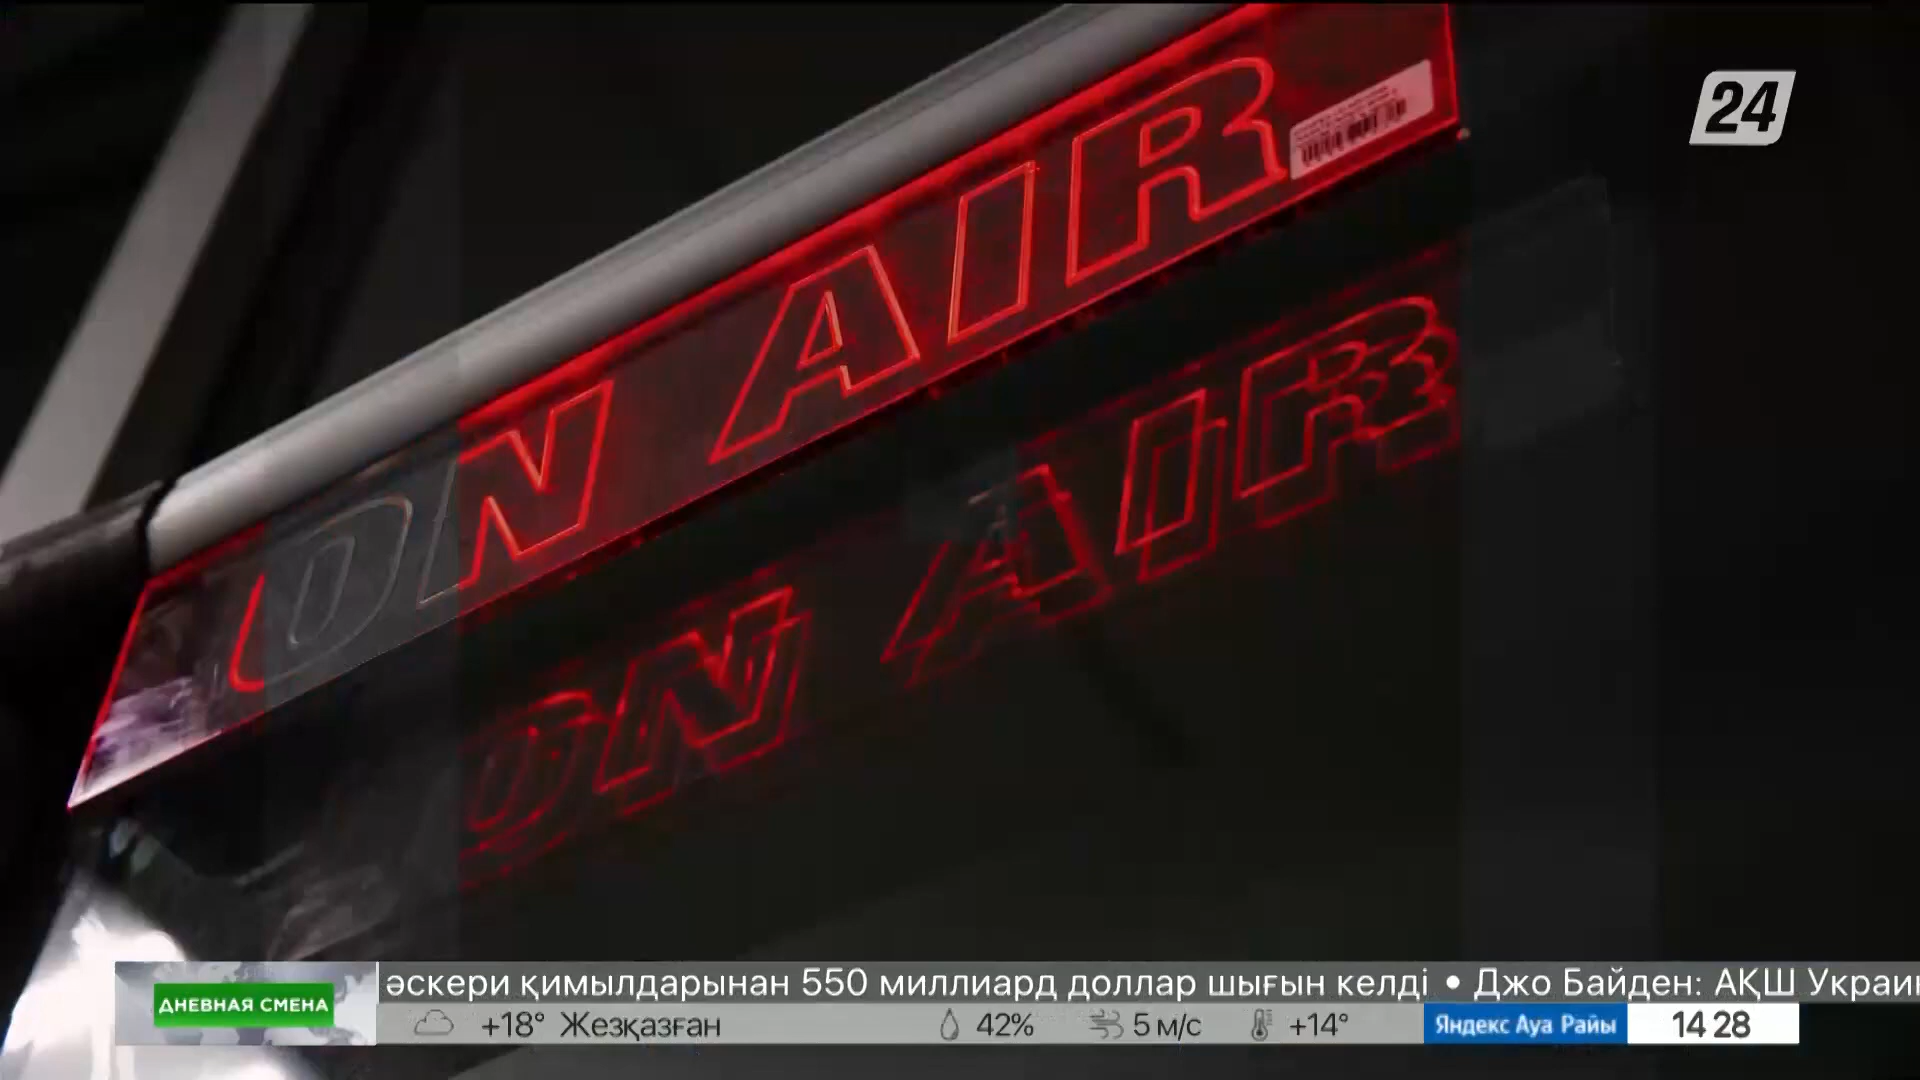 24
ON AIR
ON AIR
ДНЕВНАЯ СМЕНА
әскери қимылдарынан 550 миллиард доллар шығын келді • Джо Байден: АҚШ
+18° Жезқазған 42% 5 м/с +14° Яндекс Ауа Райы 14 28